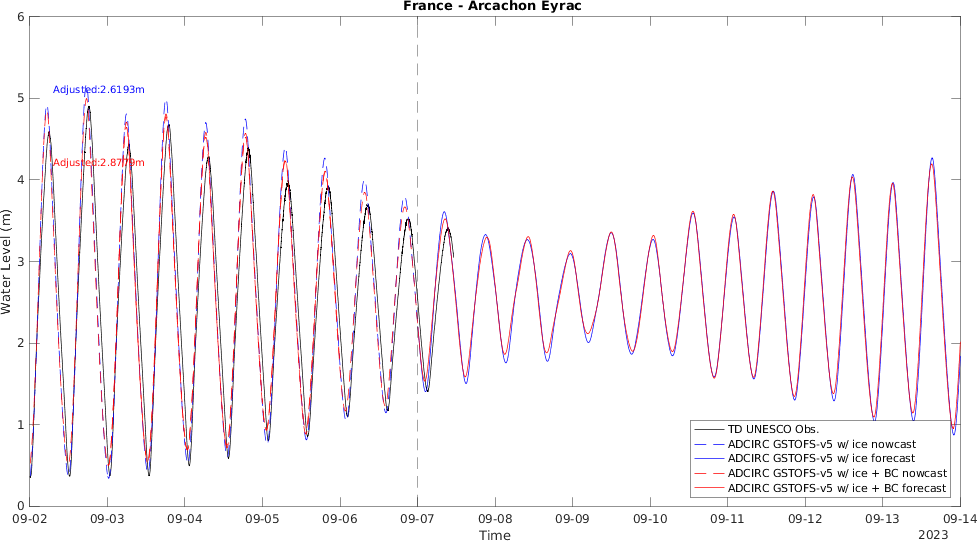 France - Arcachon Eyrac
6
5
4
3
2
1
0
Water Level (m)
Adjusted:2.6193m
Adjusted:2.8779m
TD UNESCO Obs.
ADCIRC GSTOFS-v5 w/ ice nowcast
ADCIRC GSTOFS-v5 w/ ice forecast
ADCIRC GSTOFS-v5 w/ ice + BC nowcast
ADCIRC GSTOFS-v5 w/ ice + BC forecast
09-02 09-03 09-04 09-05 09-06 09-07 09-08 09-09 09-10 09-11 09-12 09-13 09-14
Time
2023